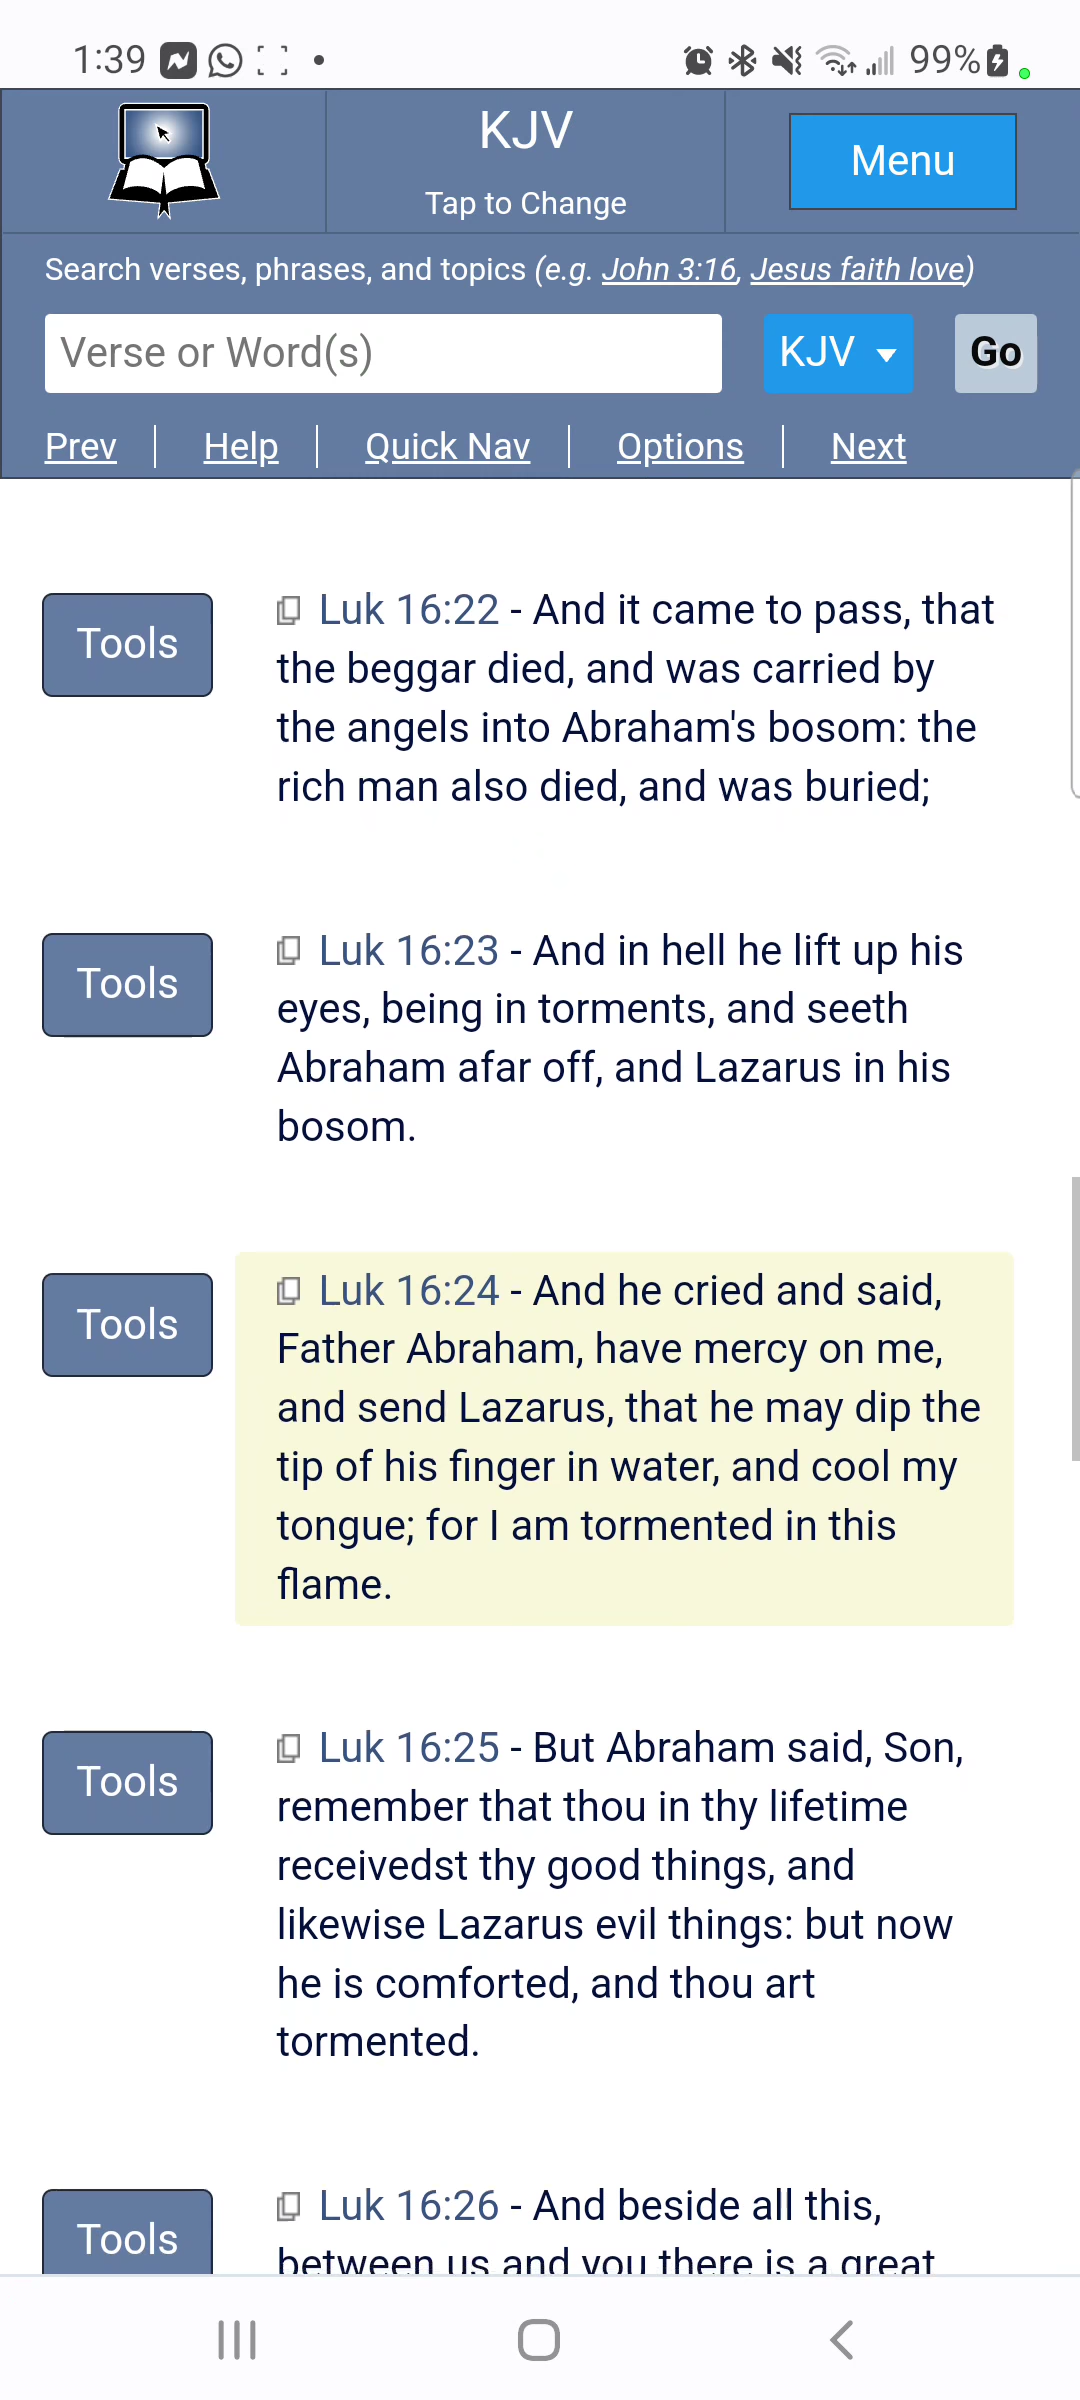 1:39
99%
KJV
Tap to Change
Menu
Search verses, phrases, and topics (e.g. John 3:16, Jesus faith love)
Verse or Word(s)
KJV
Go
Prev
Help
Quick Nav
Options
Next
Tools
Luk 16:22 - And it came to pass, that
the beggar died, and was carried by
the angels into Abraham's bosom: the
rich man also died, and was buried;
Tools
Luk 16:23 - And in hell he lift up his
eyes, being in torments, and seeth
Abraham afar off, and Lazarus in his
bosom.
Tools
Luk 16:24 - And he cried and said,
Father Abraham, have mercy on me,
and send Lazarus, that he may dip the
tip of his finger in water, and cool my
tongue; for I am tormented in this
flame.
Tools
Luk 16:25 - But Abraham said, Son,
remember that thou in thy lifetime
receivedst thy good things, and
likewise Lazarus evil things: but now
he is comforted, and thou art
tormented.
Tools
Luk 16:26 - And beside all this,
between us and you there is a great